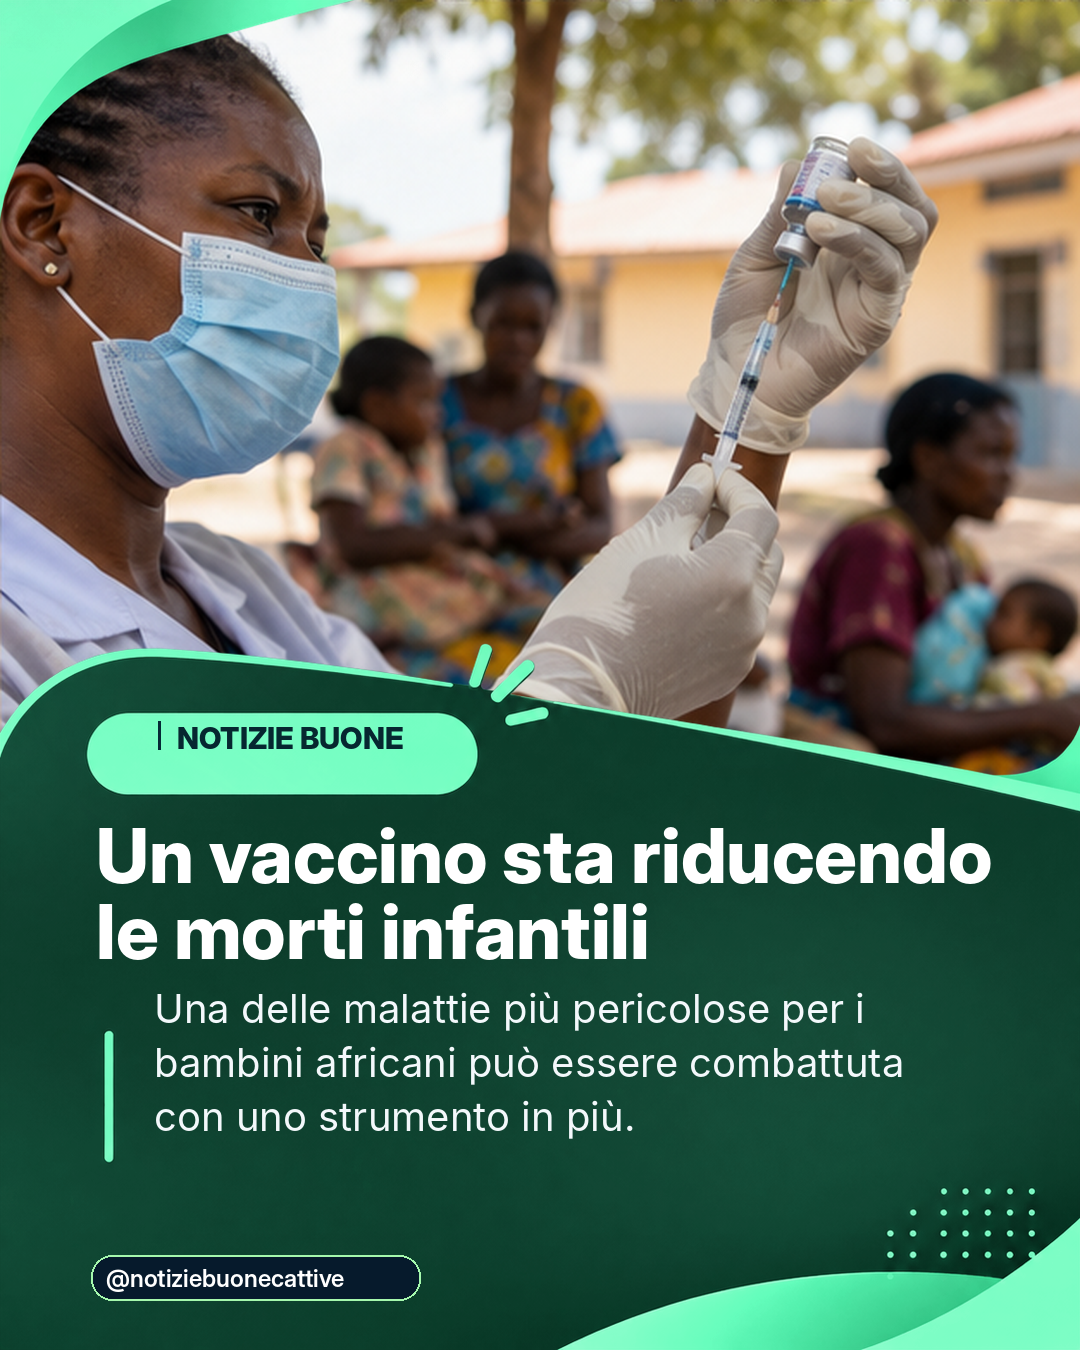 NOTIZIE BUONE
Un vaccino sta riducendo
le morti infantili
Una delle malattie più pericolose per i
bambini africani può essere combattuta
con uno strumento in più.
@notiziebuonecattive